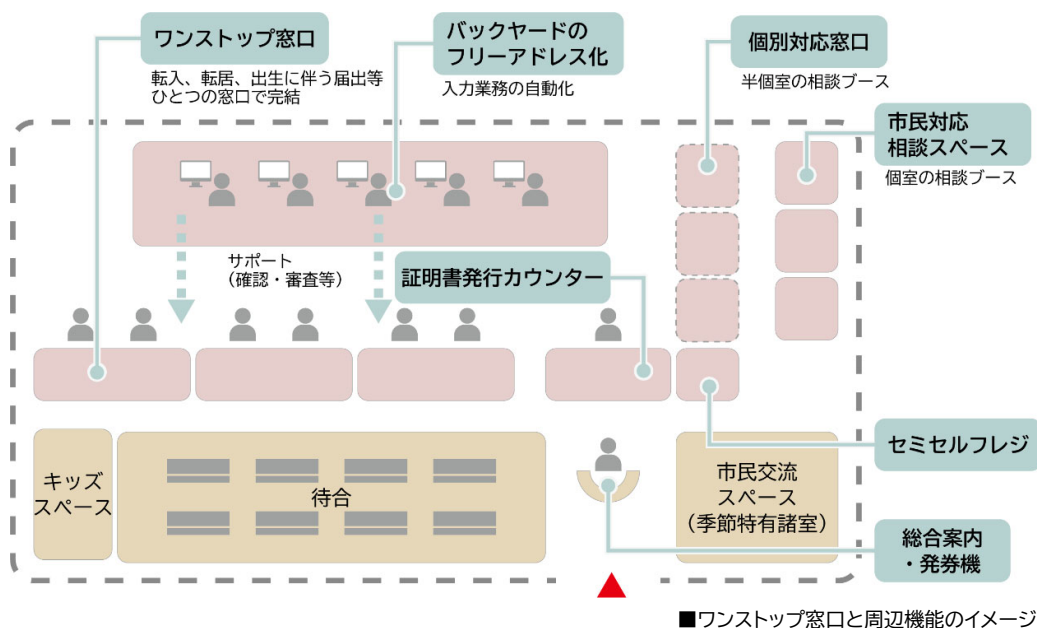 ワンストップ窓口
転入、転居、出生に伴う届出等
ひとつの窓口で完結
バックヤードの
フリーアドレス化
入力業務の自動化
個別対応窓口
半個室の相談ブース
市民対応
相談スペース
個室の相談ブース
サポート
（確認・審査等）
証明書発行カウンター
セミセルフレジ
キッズ
スペース
待合
市民交流
スペース
（季節特有諸室）
総合案内
・発券機
■ワンストップ窓口と周辺機能のイメージ